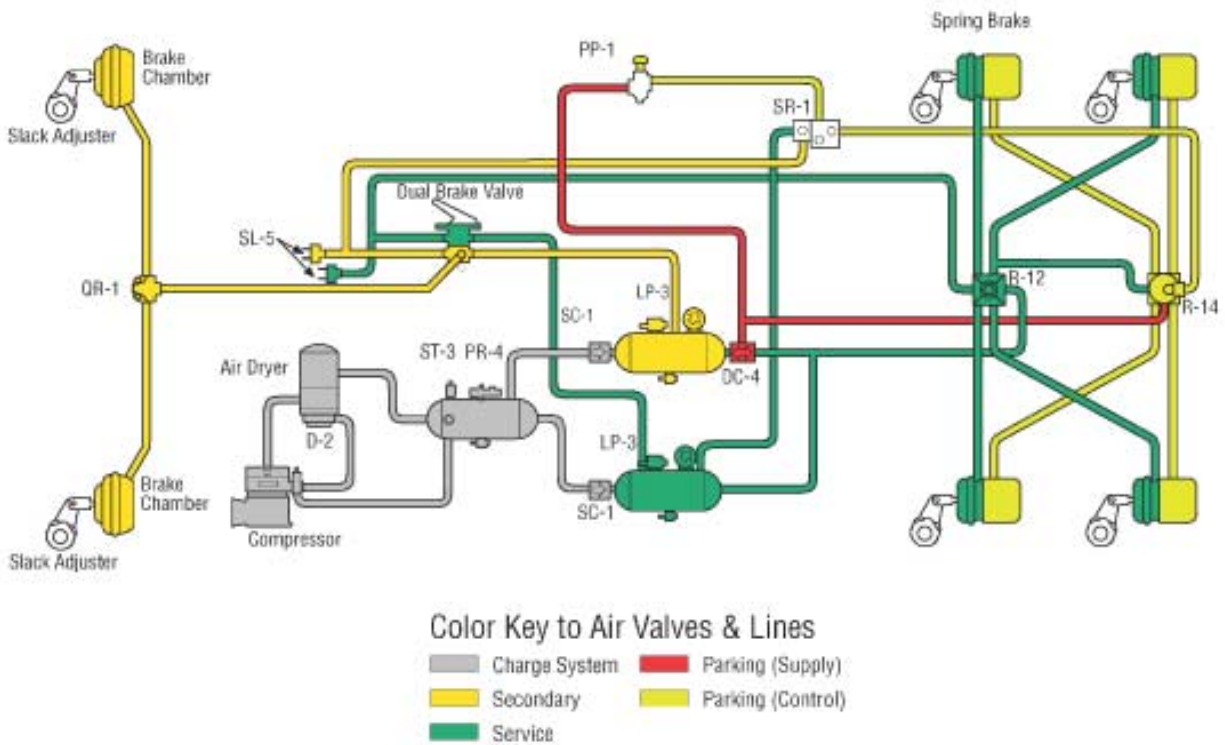 Spring Brake
PP-1
Brake
Chamber
SR-1
Slack Adjuster
Dual Brake Valve
SL-5
QR-1
R-12
LP-3
R-14
SC-1
ST-3 PR-4
Air Dryer
DC-4
D-2
LP-3
Brake
Chamber
SC-1
Compressor
Slack Adjuster
Color Key to Air Valves & Lines
Charge System
Parking (Supply)
Secondary
Parking (Control)
Service